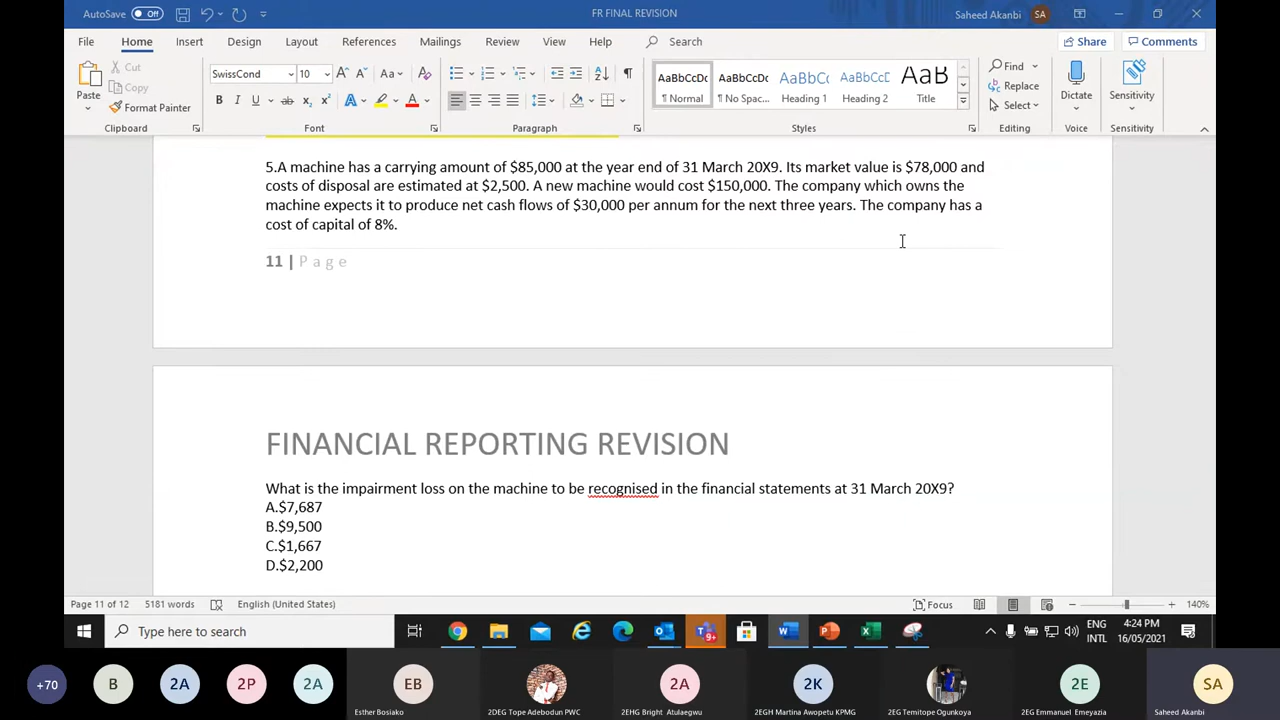 AutoSave Off FR FINAL REVISION Saheed Akanbi SA
File Home Insert Design Layout References Mailings Review View Help Search Share Comments
Cut
Copy
Format Painter
Paste
SwissCond 10 Aa
B I U ab x₂ x² A A
AaBbCcDc AaBbCcDc AaBbCc AaBbCcE AaB
¶ Normal ¶ No Spac... Heading 1 Heading 2 Title
Find
Replace
Select
Dictate Sensitivity
Clipboard Font Paragraph Styles Editing Voice Sensitivity
5.A machine has a carrying amount of $85,000 at the year end of 31 March 20X9. Its market value is $78,000 and
costs of disposal are estimated at $2,500. A new machine would cost $150,000. The company which owns the
machine expects it to produce net cash flows of $30,000 per annum for the next three years. The company has a
cost of capital of 8%.
11 | Page
FINANCIAL REPORTING REVISION
What is the impairment loss on the machine to be recognised in the financial statements at 31 March 20X9?
A.$7,687
B.$9,500
C.$1,667
D.$2,200
Page 11 of 12 5181 words English (United States) Focus 140%
Type here to search
9+
ENG 4:24 PM
INTL 16/05/2021
+70 B 2A 2P 2A EB 2A 2K 2E SA
Esther Bosiako 2DEG Tope Adebodun PWC 2EHG Bright Atulaegwu 2EGH Martina Awopetu KPMG 2EG Temitope Ogunkoya 2EG Emmanuel Emeyazia Saheed Akanbi